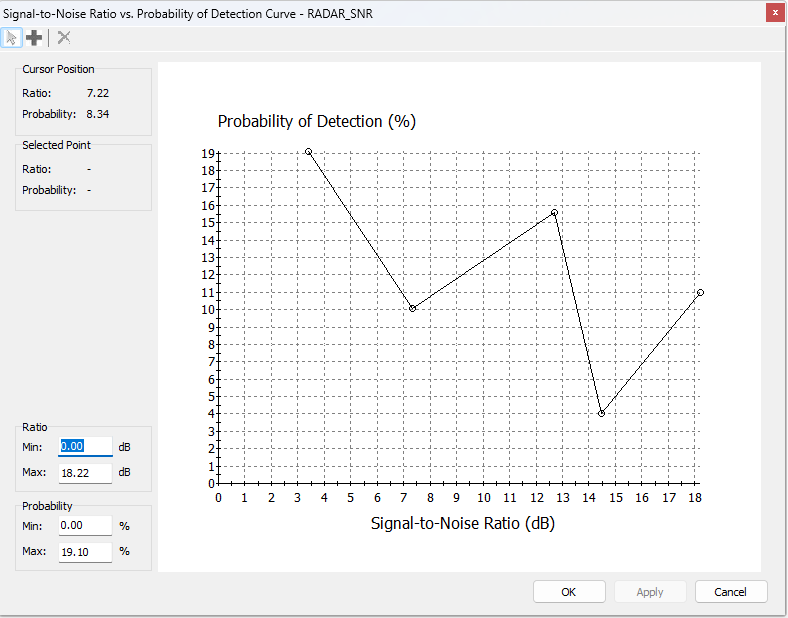 Signal-to-Noise Ratio vs. Probability of Detection Curve - RADAR_SNR
x
Cursor Position
Ratio: 7.22
Probability: 8.34
Selected Point
Ratio: -
Probability: -
Ratio
Min: 0.00 dB
Max: 18.22 dB
Probability
Min: 0.00 %
Max: 19.10 %
Probability of Detection (%)
19
18
17
16
15
14
13
12
11
10
9
8
7
6
5
4
3
2
1
0
0 1 2 3 4 5 6 7 8 9 10 11 12 13 14 15 16 17 18
Signal-to-Noise Ratio (dB)
OK Apply Cancel